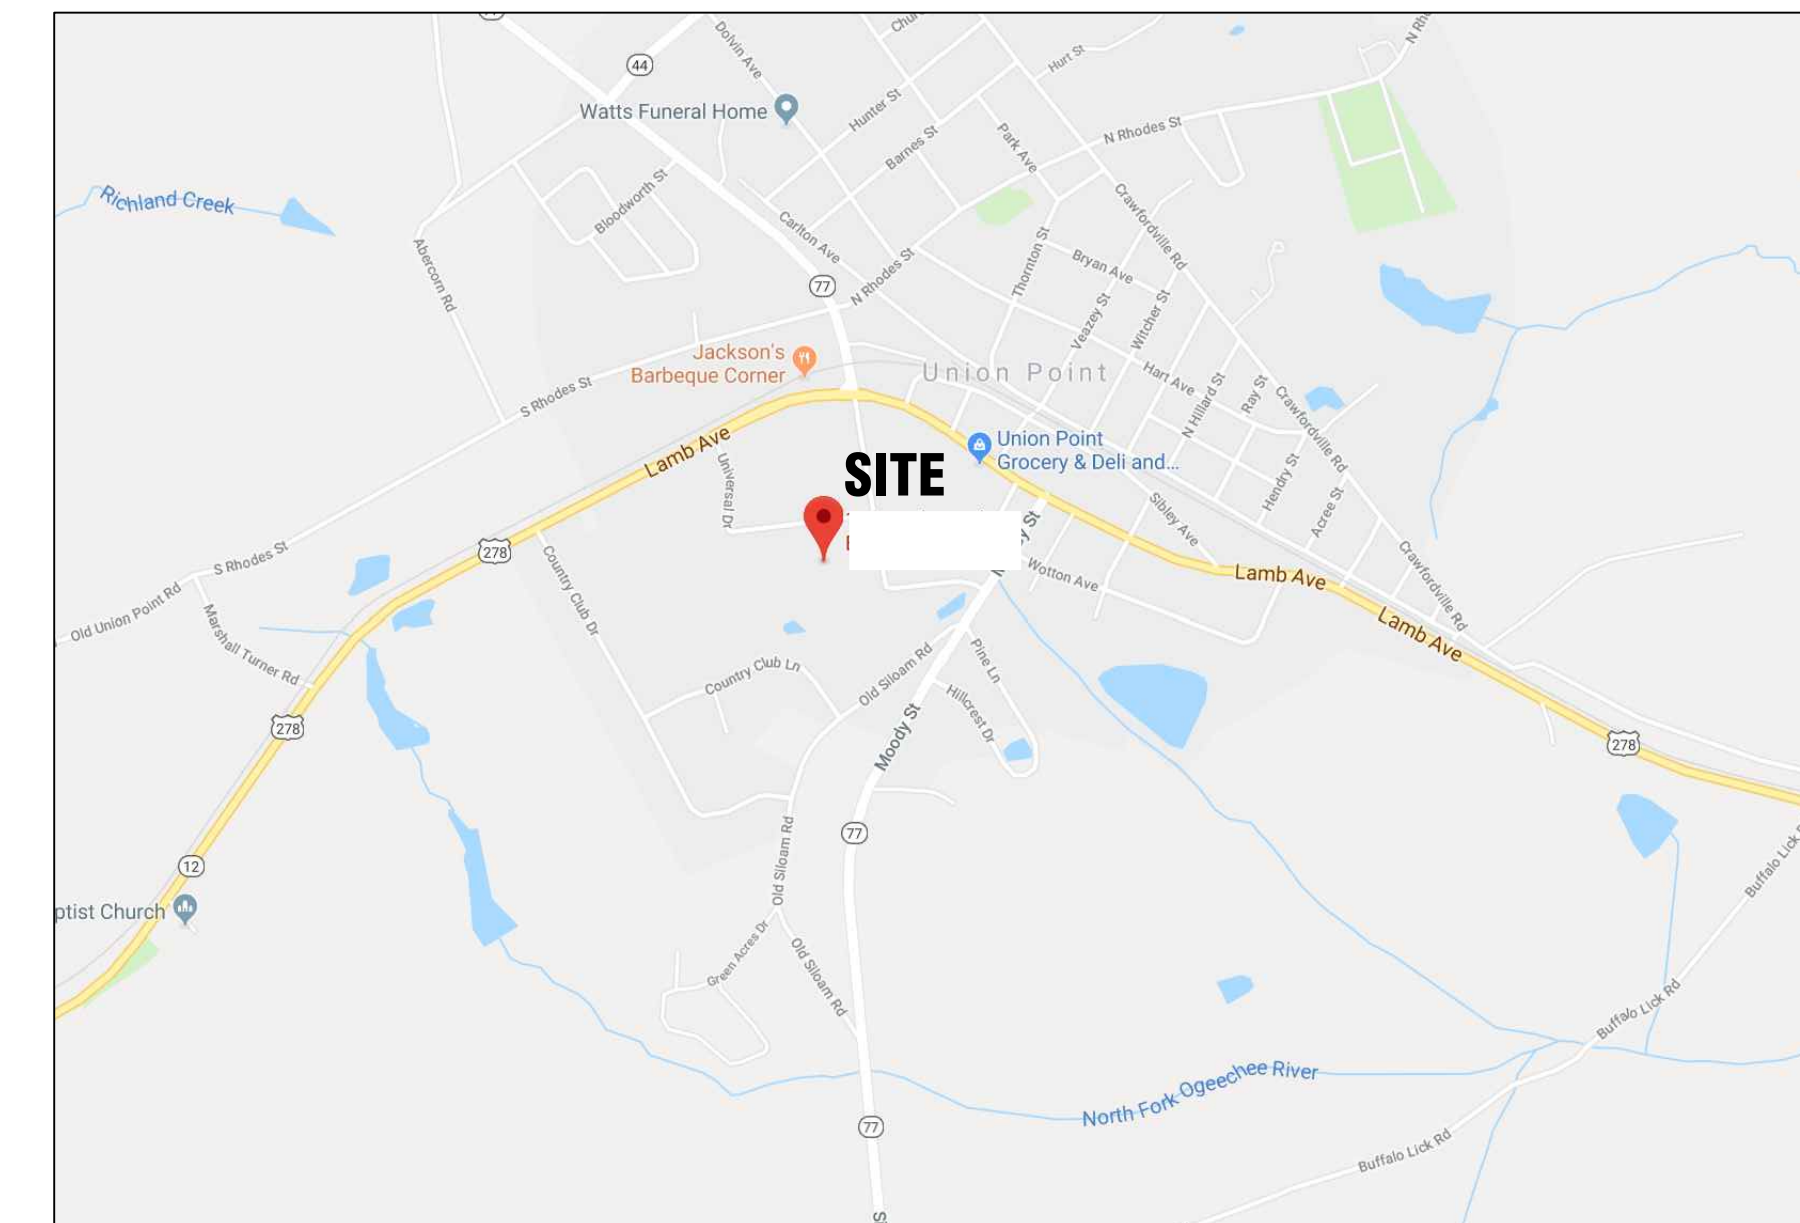 44
Dolvin Ave
Hurt St
Watts Funeral Home
Hunter St
Barnes St
Park Ave
N Rhodes St
Richland Creek
Bloodworth St
Carlton Ave
Crawfordville Rd
Abercorn Rd
Thornton St
Bryan Ave
77
N Rhodes St
Veazey St
Witcher St
Jackson's
Barbeque Corner
Union Point
Hart Ave
S Rhodes St
N Hillard St
Ray St
Crawfordville Rd
Lamb Ave
Union Point
Grocery & Deli and...
SITE
Universal Dr
Hendry St
Sibley Ave
Acree St
278
S Rhodes St
Country Club Dr
Wotton Ave
Lamb Ave
Crawfordville Rd
Old Union Point Rd
Marshall Turner Rd
Lamb Ave
Country Club Ln
Old Siloam Rd
Pine Ln
Hillcrest Dr
278
Moody St
278
77
12
Old Siloam Rd
Buffalo Lick
ptist Church
Green Acres Dr
Old Siloam Rd
Buffalo Lick Rd
North Fork Ogeechee River
77
Buffalo Lick Rd